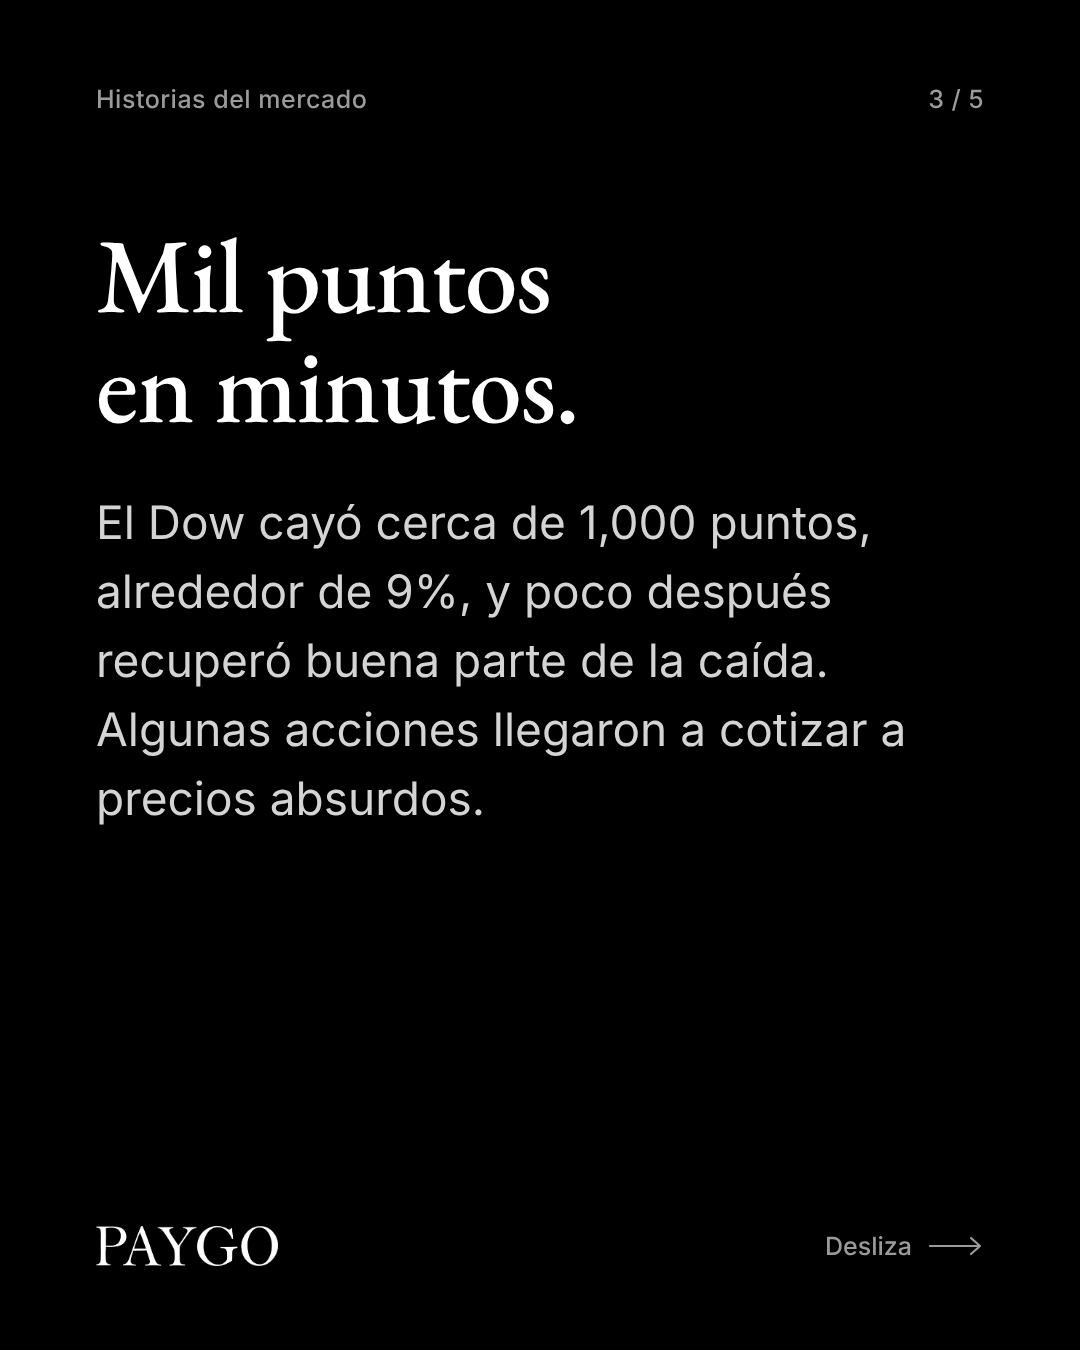 Historias del mercado
3 / 5
Mil puntos
en minutos.
El Dow cayó cerca de 1,000 puntos,
alrededor de 9%, y poco después
recuperó buena parte de la caída.
Algunas acciones llegaron a cotizar a
precios absurdos.
PAYGO
Desliza